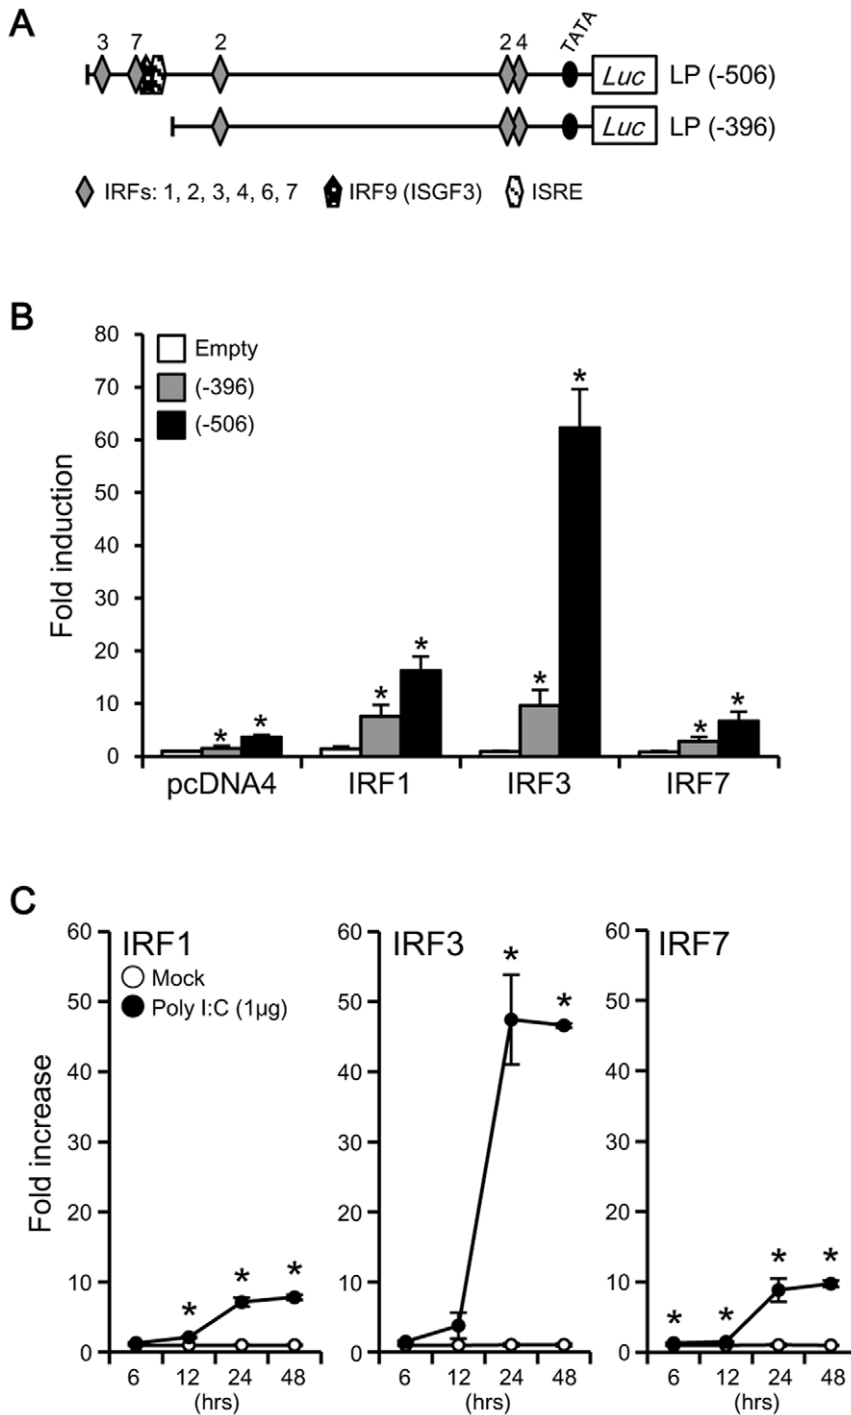 A
3 7 2 2 4 TATA
Luc LP (-506)
Luc LP (-396)
IRFs: 1, 2, 3, 4, 6, 7 IRF9 (ISGF3) ISRE
B
Fold induction
80
70
60
50
40
30
20
10
0
Empty
(-396)
(-506)
* * * * * * * *
pcDNA4 IRF1 IRF3 IRF7
C
Fold increase
60
50
40
30
20
10
0
IRF1
Mock
Poly I:C (1µg)
* * *
6 12 24 48
(hrs)
60
50
40
30
20
10
0
IRF3
* *
6 12 24 48
(hrs)
60
50
40
30
20
10
0
IRF7
* * * *
6 12 24 48
(hrs)